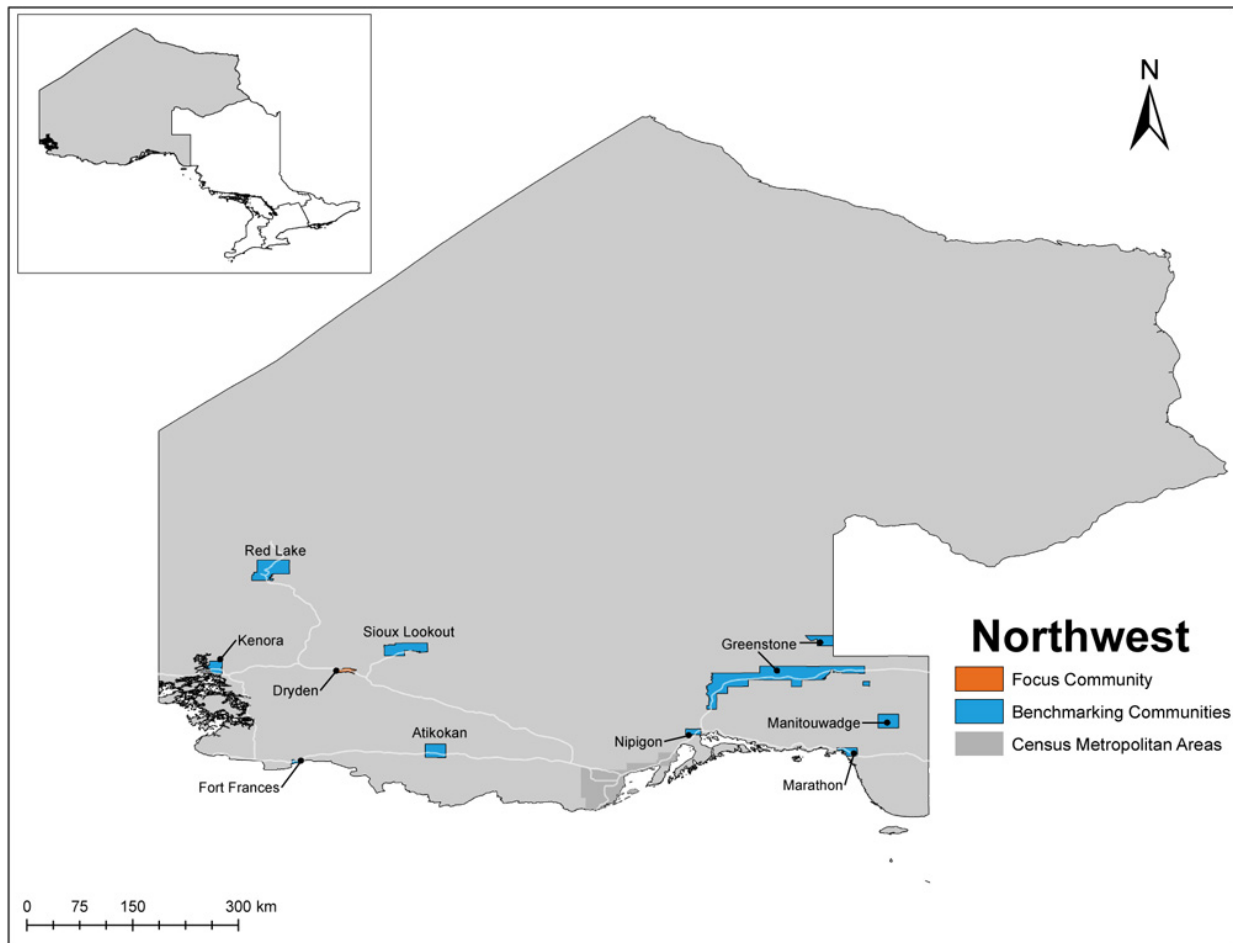 N
Red Lake
Kenora
Sioux Lookout
Dryden
Greenstone
Atikokan
Nipigon
Manitouwadge
Fort Frances
Marathon
Northwest
Focus Community
Benchmarking Communities
Census Metropolitan Areas
0 75 150 300 km